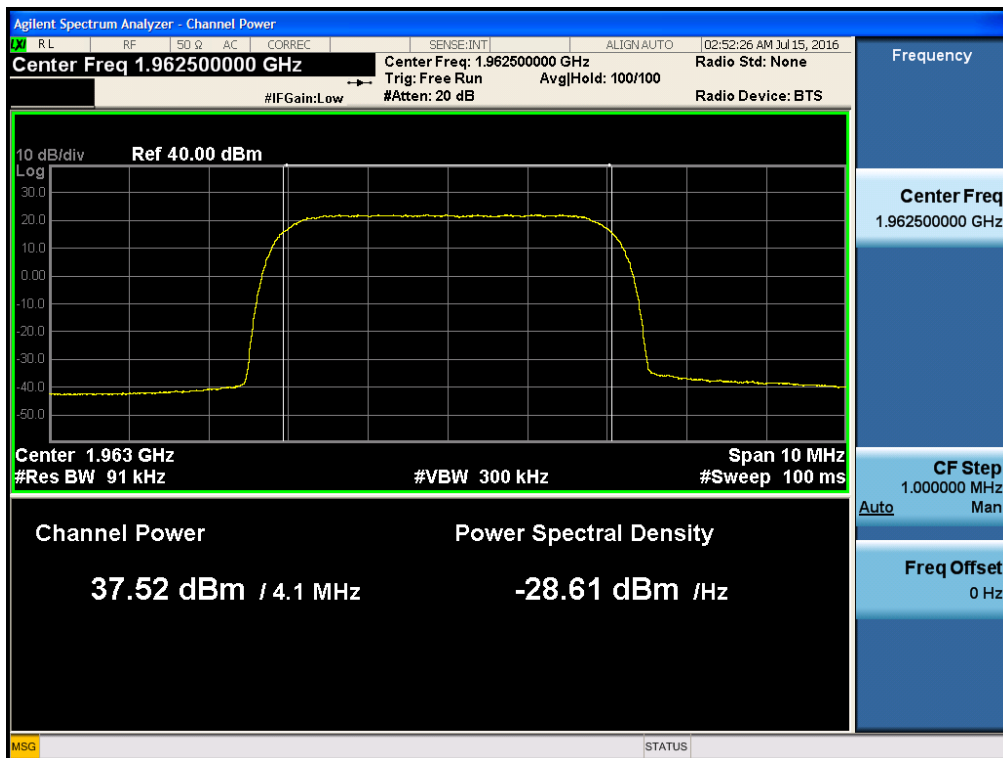 Agilent Spectrum Analyzer - Channel Power
LXI RL RF 50 Ω AC CORREC SENSE:INT ALIGN AUTO 02:52:26 AM Jul 15, 2016
Center Freq 1.962500000 GHz
Center Freq: 1.962500000 GHz
Radio Std: None
Trig: Free Run Avg|Hold: 100/100
#IFGain:Low
#Atten: 20 dB
Radio Device: BTS
10 dB/div Ref 40.00 dBm
Log
30.0
20.0
10.0
0.00
-10.0
-20.0
-30.0
-40.0
-50.0
Center 1.963 GHz
Span 10 MHz
#Res BW 91 kHz
#VBW 300 kHz
#Sweep 100 ms
Channel Power
Power Spectral Density
37.52 dBm / 4.1 MHz
-28.61 dBm /Hz
Frequency
Center Freq
1.962500000 GHz
CF Step
1.000000 MHz
Auto Man
Freq Offset
0 Hz
MSG
STATUS